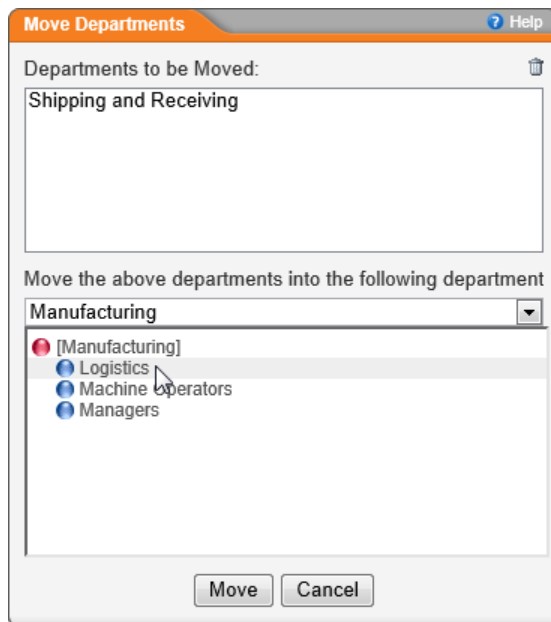 Move Departments
Help
Departments to be Moved:
Shipping and Receiving
Move the above departments into the following department
Manufacturing
[Manufacturing]
Logistics
Machine Operators
Managers
Move
Cancel